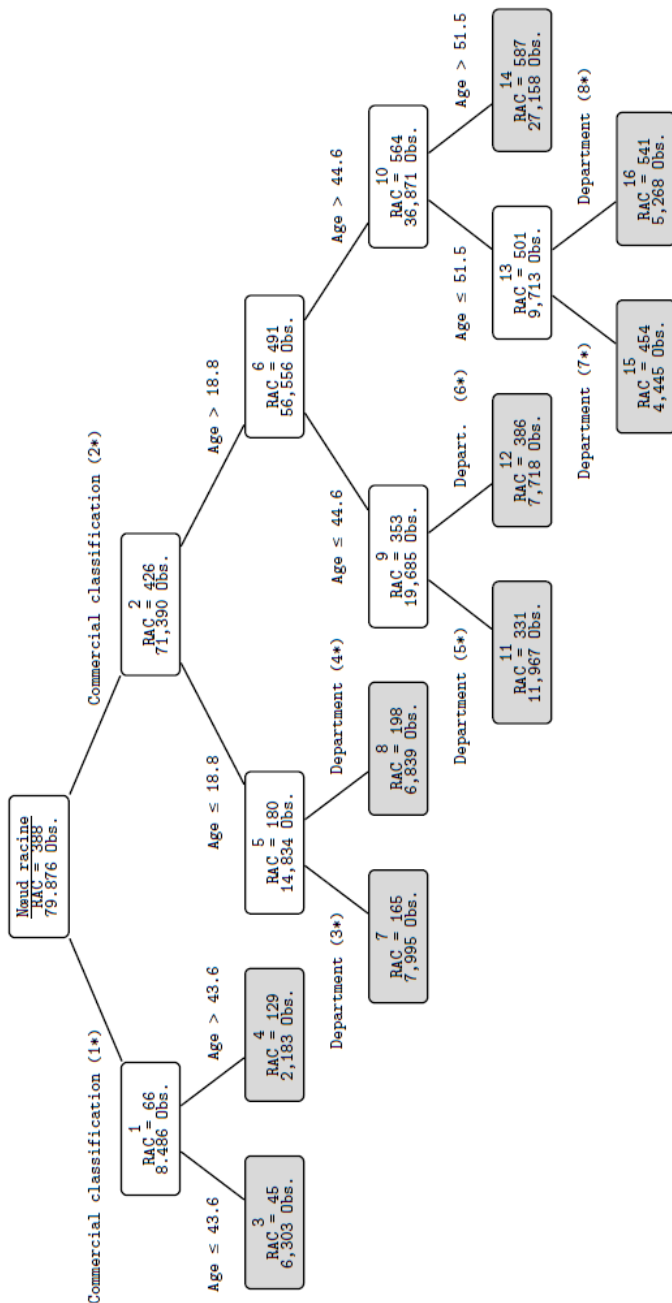 Nœud racine
RAC = 388
79.876 Obs.
Commercial classification (1*)
Commercial classification (2*)
1
RAC = 66
8.486 Obs.
2
RAC = 426
71,390 Obs.
Age ≤ 43.6
Age > 43.6
Age ≤ 18.8
Age > 18.8
3
RAC = 45
6,303 Obs.
4
RAC = 129
2,183 Obs.
5
RAC = 180
14,834 Obs.
6
RAC = 491
56,556 Obs.
Department (3*)
Department (4*)
Age ≤ 44.6
Age > 44.6
7
RAC = 165
7,995 Obs.
8
RAC = 198
6,839 Obs.
9
RAC = 353
19,685 Obs.
10
RAC = 564
36,871 Obs.
Department (5*)
Depart. (6*)
Age ≤ 51.5
Age > 51.5
11
RAC = 331
11,967 Obs.
12
RAC = 386
7,718 Obs.
13
RAC = 501
9,713 Obs.
14
RAC = 587
27,158 Obs.
Department (7*)
Department (8*)
15
RAC = 454
4,445 Obs.
16
RAC = 541
5,268 Obs.